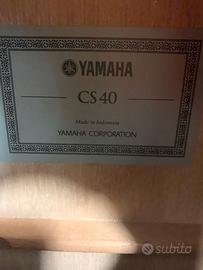 YAMAHA
CS40
Made in Indonesia
YAMAHA CORPORATION
subito